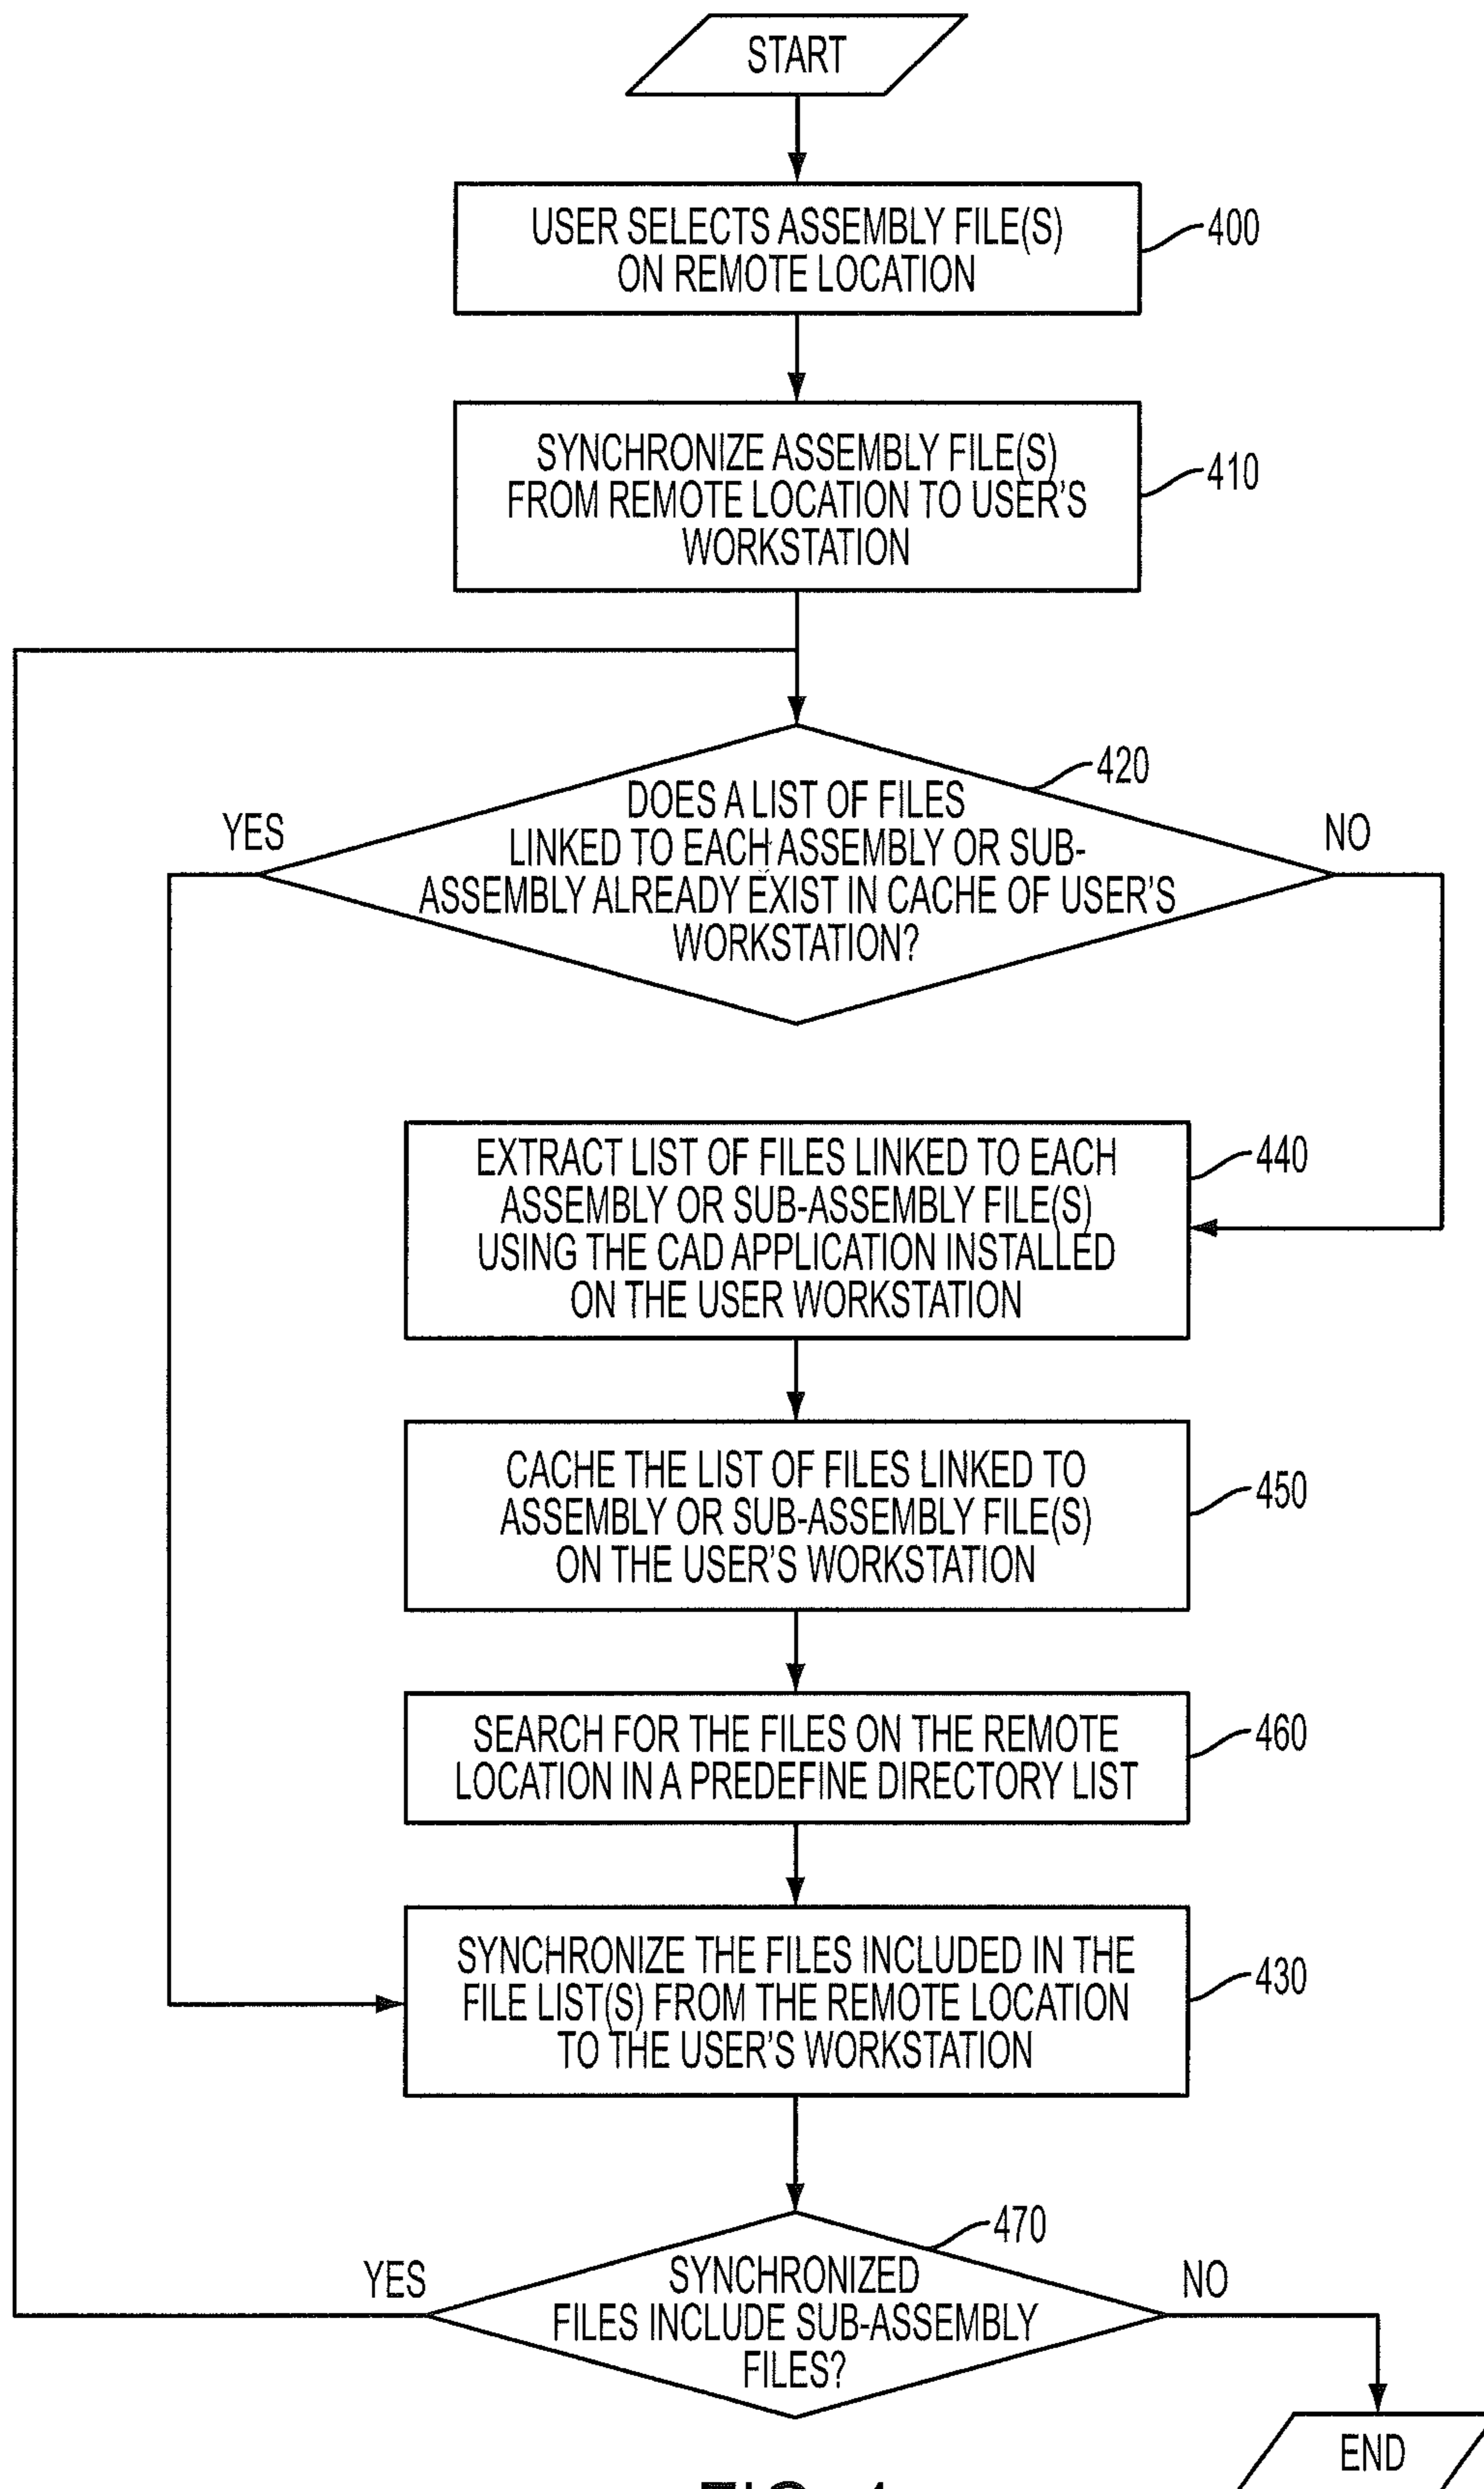 START
USER SELECTS ASSEMBLY FILE(S)
ON REMOTE LOCATION
400
SYNCHRONIZE ASSEMBLY FILE(S)
FROM REMOTE LOCATION TO USER'S
WORKSTATION
410
420
DOES A LIST OF FILES
LINKED TO EACH ASSEMBLY OR SUB-
ASSEMBLY ALREADY EXIST IN CACHE OF USER'S
WORKSTATION?
YES
NO
EXTRACT LIST OF FILES LINKED TO EACH
ASSEMBLY OR SUB-ASSEMBLY FILE(S)
USING THE CAD APPLICATION INSTALLED
ON THE USER WORKSTATION
440
CACHE THE LIST OF FILES LINKED TO
ASSEMBLY OR SUB-ASSEMBLY FILE(S)
ON THE USER'S WORKSTATION
450
SEARCH FOR THE FILES ON THE REMOTE
LOCATION IN A PREDEFINE DIRECTORY LIST
460
SYNCHRONIZE THE FILES INCLUDED IN THE
FILE LIST(S) FROM THE REMOTE LOCATION
TO THE USER'S WORKSTATION
430
470
SYNCHRONIZED
FILES INCLUDE SUB-ASSEMBLY
FILES?
YES
NO
END